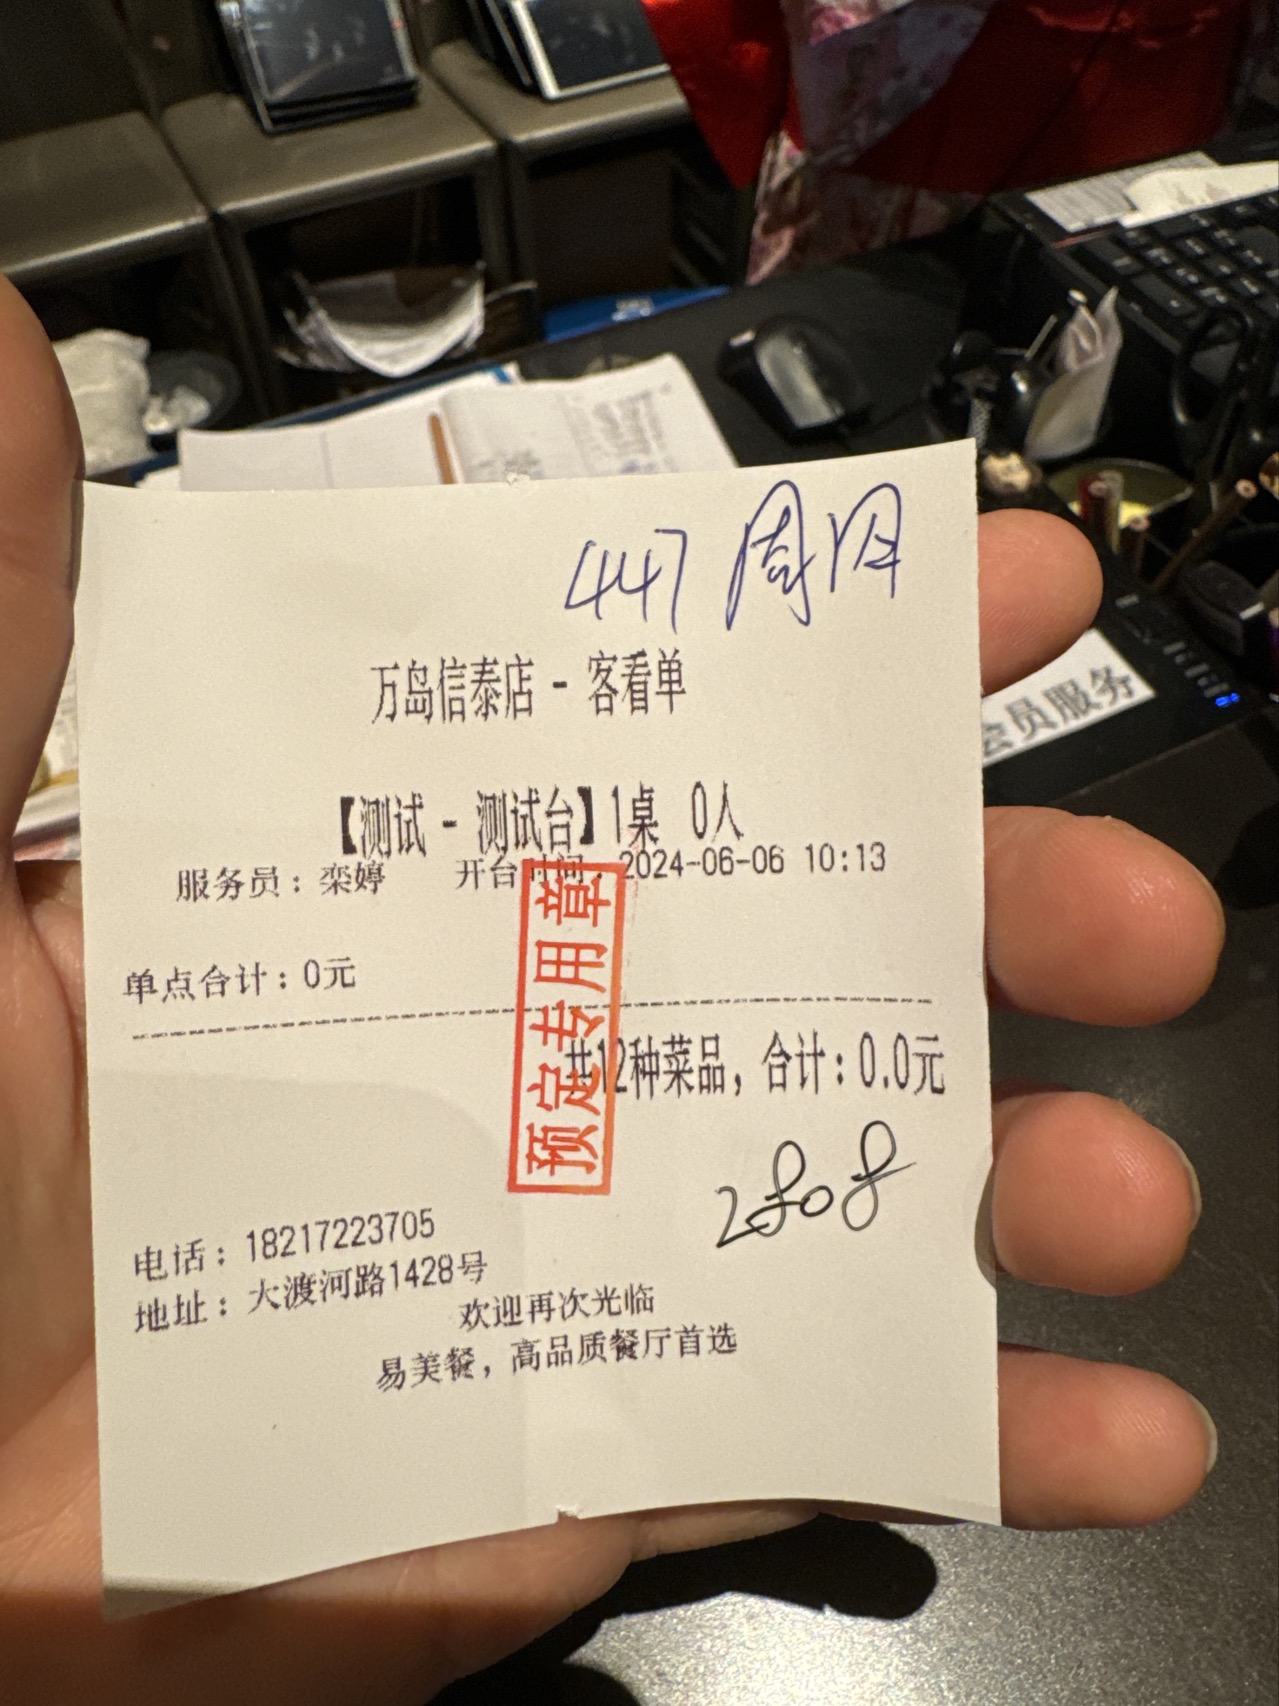 447 周明
万岛信泰店 - 客看单
【测试 - 测试台】1桌 0人
服务员：栾婷 开台时间：2024-06-06 10:13
单点合计：0元
共12种菜品，合计：0.0元
预定专用章
2808
电话：18217223705
地址：大渡河路1428号
欢迎再次光临
易美餐，高品质餐厅首选
会员服务